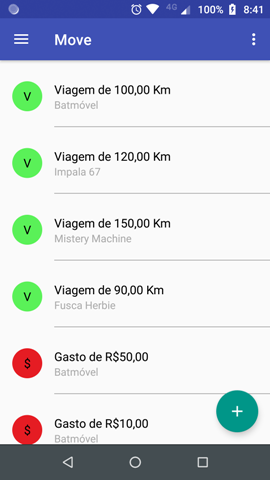 4G 100% 8:41
Move
V
Viagem de 100,00 Km
Batmóvel
V
Viagem de 120,00 Km
Impala 67
V
Viagem de 150,00 Km
Mistery Machine
V
Viagem de 90,00 Km
Fusca Herbie
$
Gasto de R$50,00
Batmóvel
$
Gasto de R$10,00
Batmóvel
+